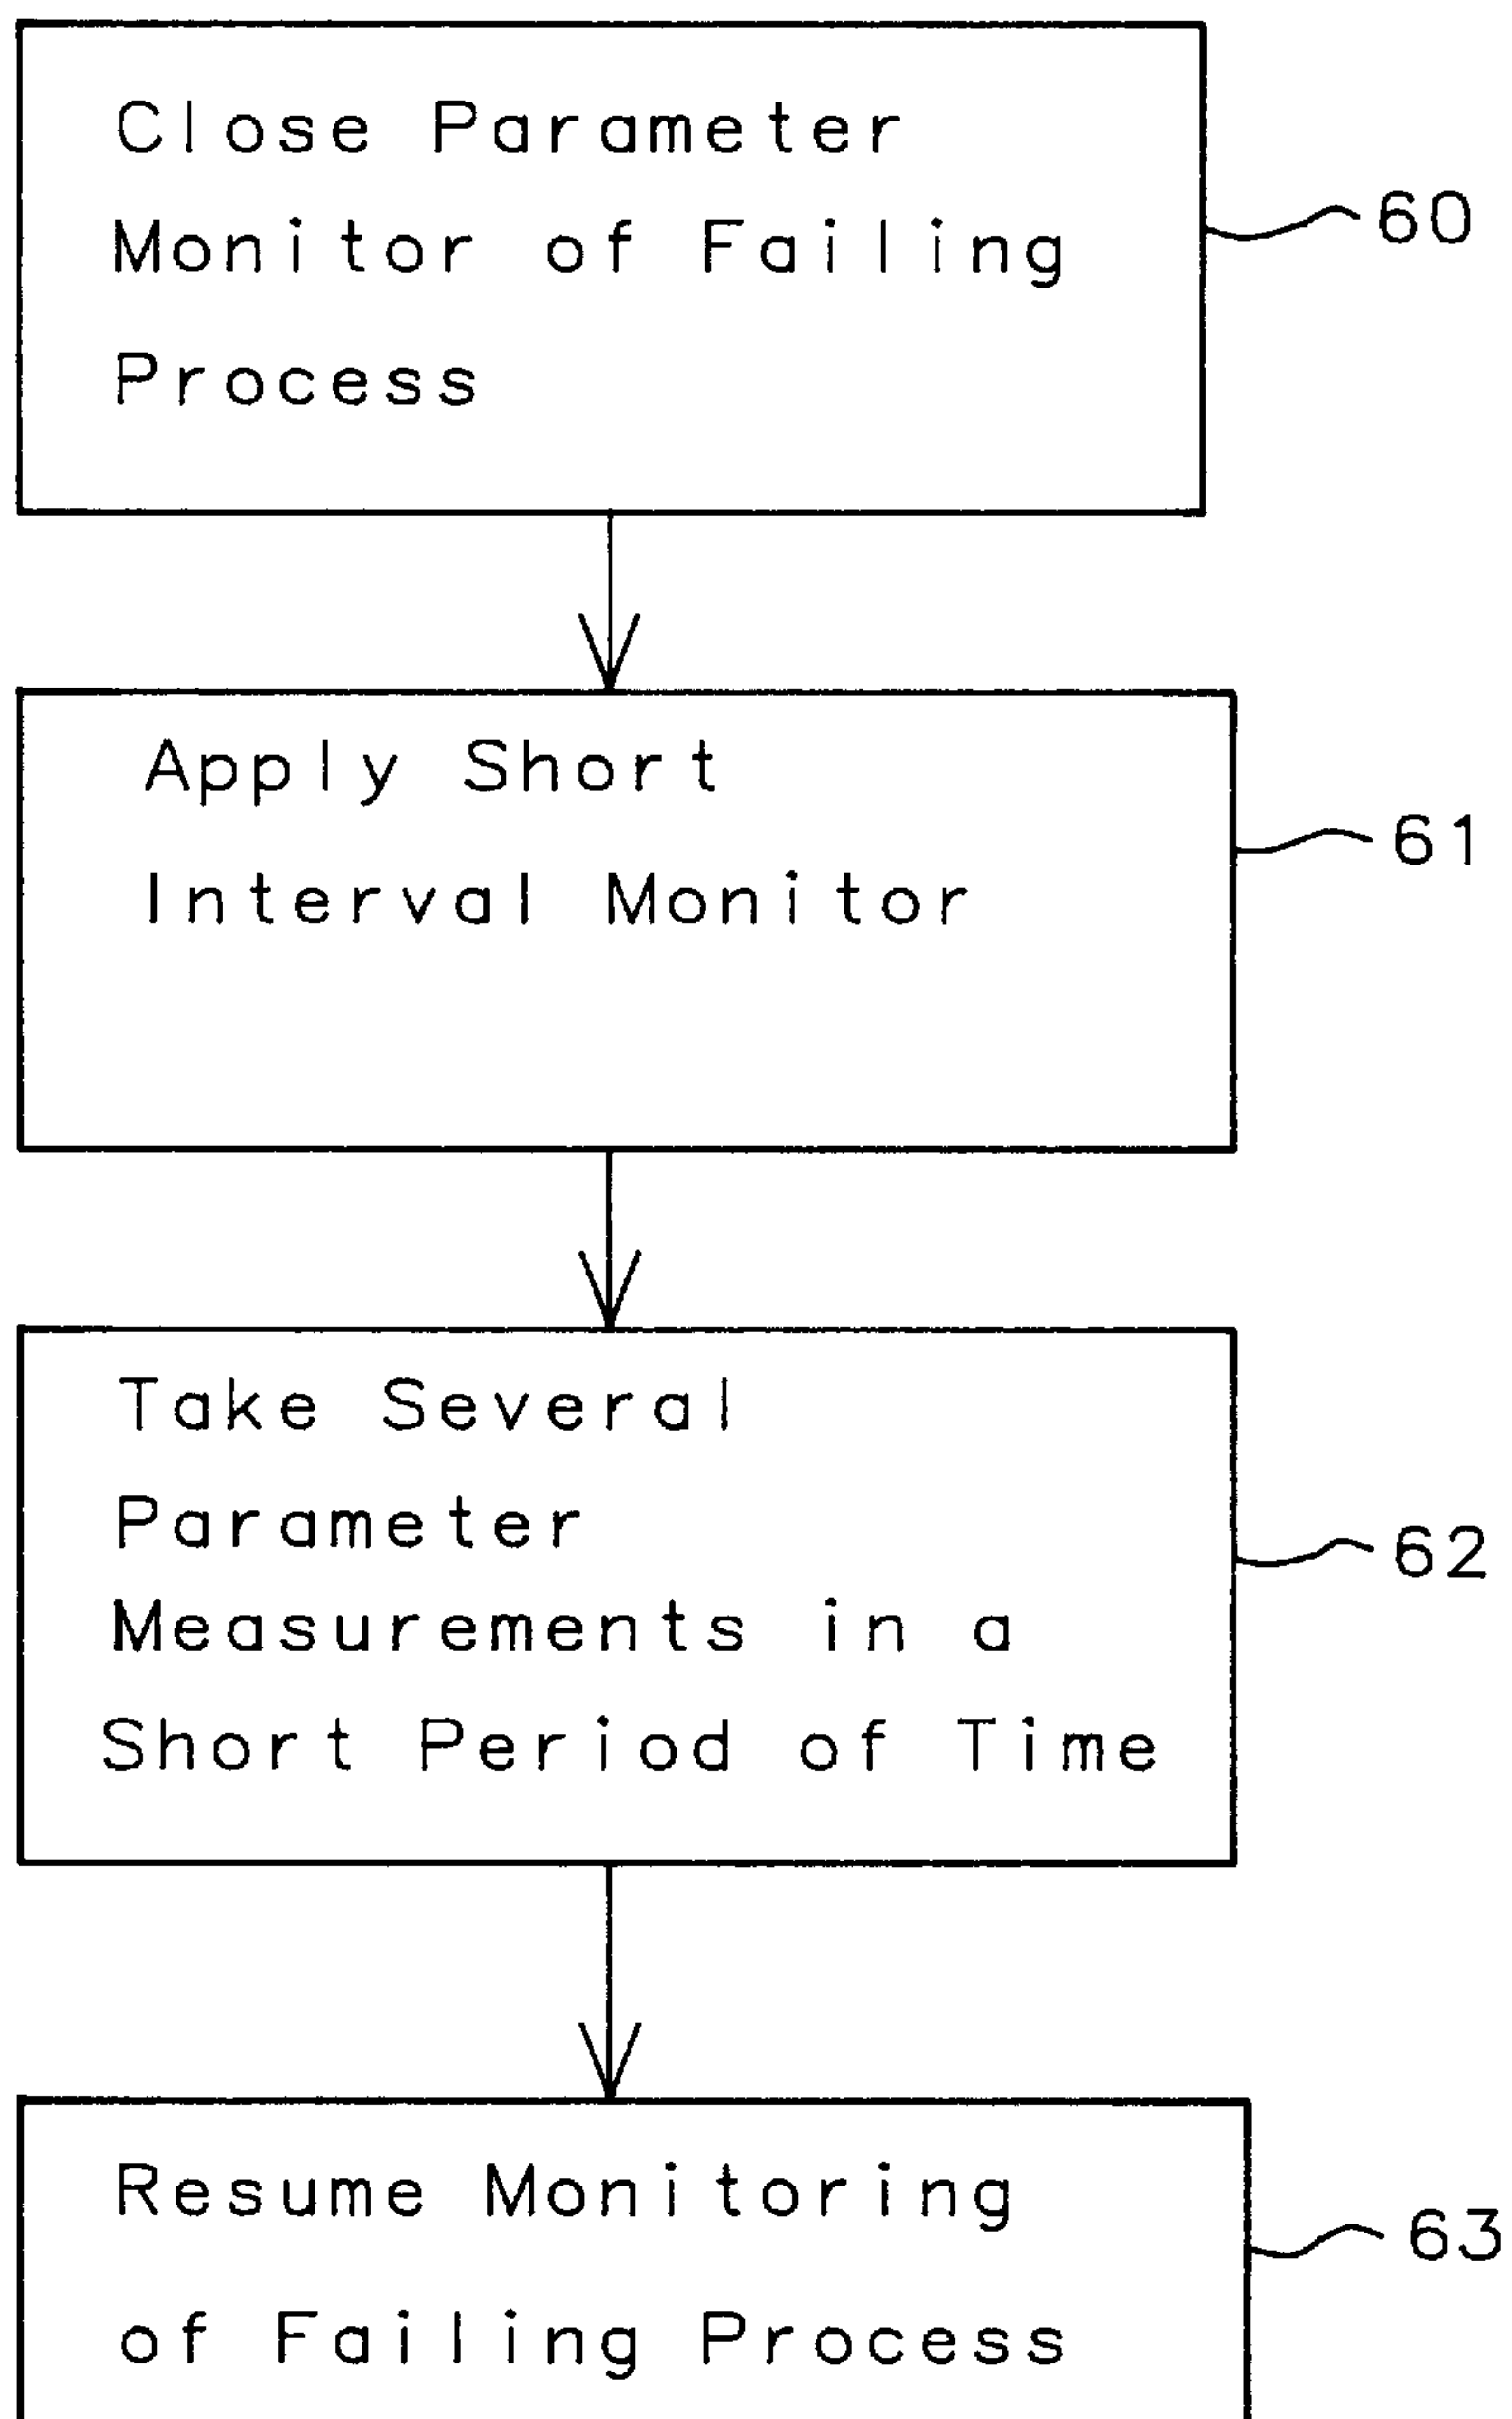 Close Parameter
Monitor of Failing
Process
60
Apply Short
Interval Monitor
61
Take Several
Parameter
Measurements in a
Short Period of Time
62
Resume Monitoring
of Failing Process
63